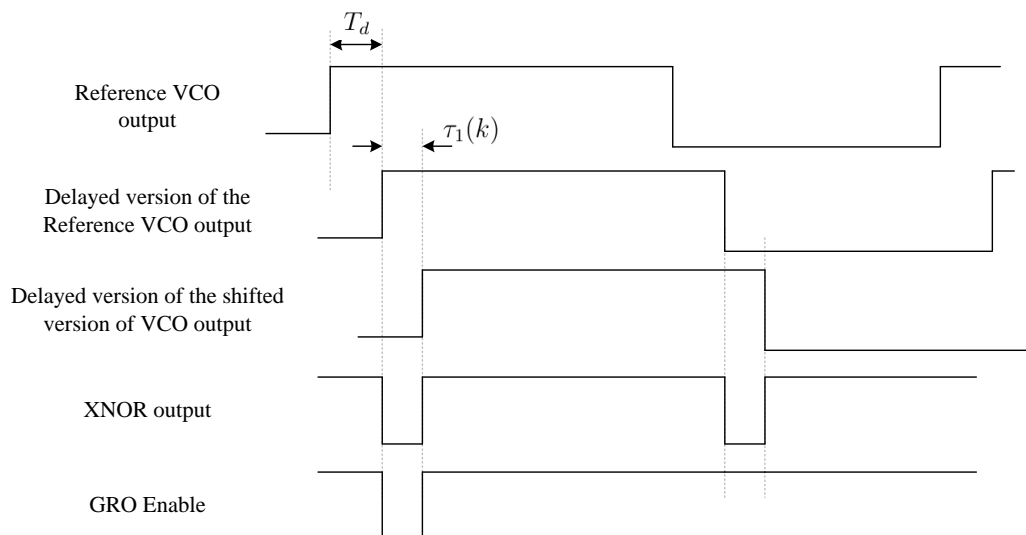 T_d
Reference VCO
output
τ_1(k)
Delayed version of the
Reference VCO output
Delayed version of the shifted
version of VCO output
XNOR output
GRO Enable